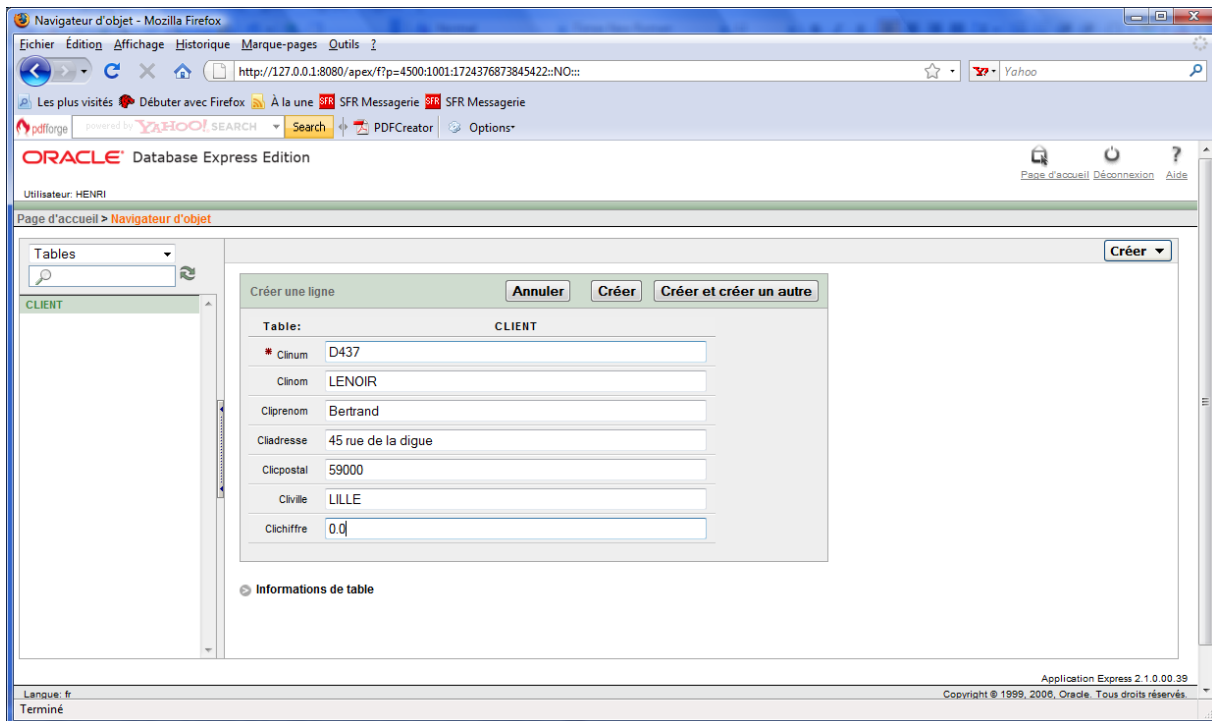 Navigateur d'objet - Mozilla Firefox
Fichier Édition Affichage Historique Marque-pages Outils ?
http://127.0.0.1:8080/apex/f?p=4500:1001:1724376873845422::NO::: Yahoo
Les plus visités Débuter avec Firefox À la une SFR SFR Messagerie SFR SFR Messagerie
pdfforge powered by YAHOO! SEARCH Search PDFCreator Options
ORACLE Database Express Edition
Page d'accueil Déconnexion Aide
Utilisateur: HENRI
Page d'accueil > Navigateur d'objet
Tables Créer
CLIENT
Créer une ligne Annuler Créer Créer et créer un autre
Table: CLIENT
* Clinum D437
Clinom LENOIR
Cliprenom Bertrand
Cliadresse 45 rue de la digue
Clicpostal 59000
Cliville LILLE
Clichiffre 0.0
Informations de table
Application Express 2.1.0.00.39
Langue: fr Copyright © 1999, 2006, Oracle. Tous droits réservés.
Terminé